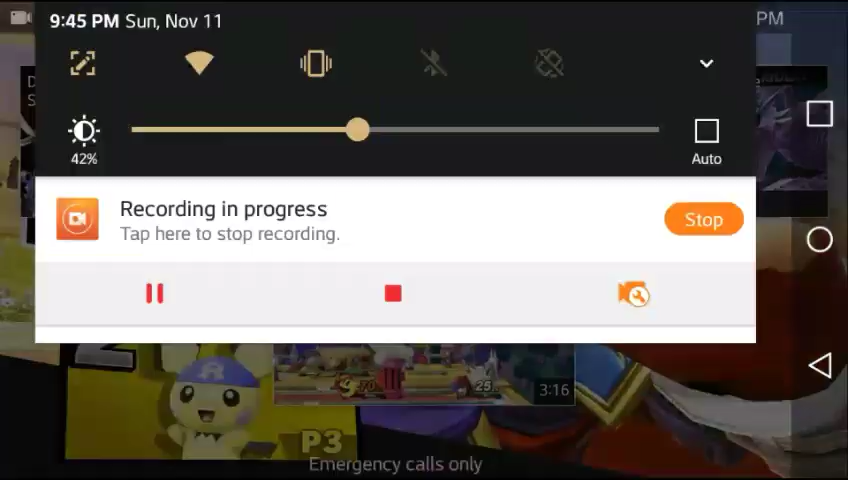 9:45 PM Sun, Nov 11
PM
42%
Auto
Recording in progress
Tap here to stop recording.
Stop
3:16
P3
Emergency calls only